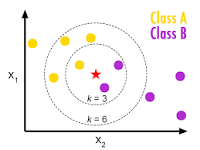 Class A
Class B
X1
k = 3
k = 6
X2